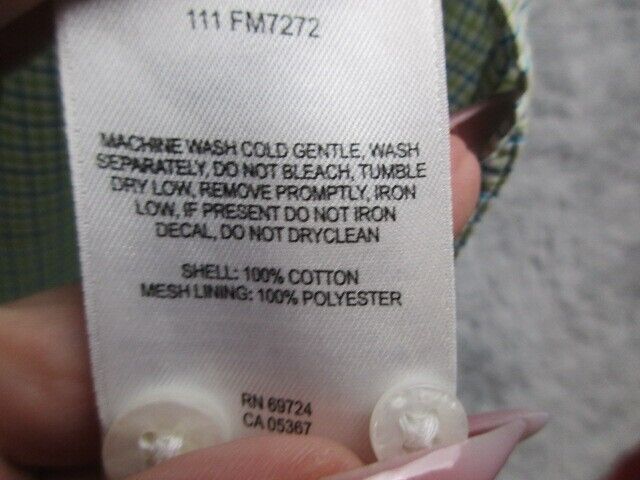 111 FM7272
MACHINE WASH COLD GENTLE, WASH
SEPARATELY, DO NOT BLEACH, TUMBLE
DRY LOW, REMOVE PROMPTLY, IRON
LOW, IF PRESENT DO NOT IRON
DECAL, DO NOT DRYCLEAN
SHELL: 100% COTTON
MESH LINING: 100% POLYESTER
RN 69724
CA 05367